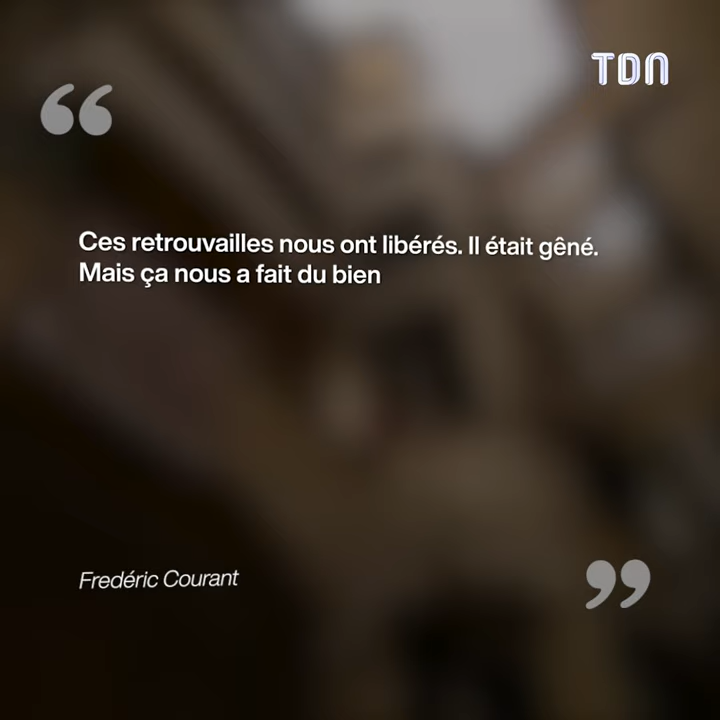 TDN
“
Ces retrouvailles nous ont libérés. Il était gêné.
Mais ça nous a fait du bien
Fredéric Courant
”